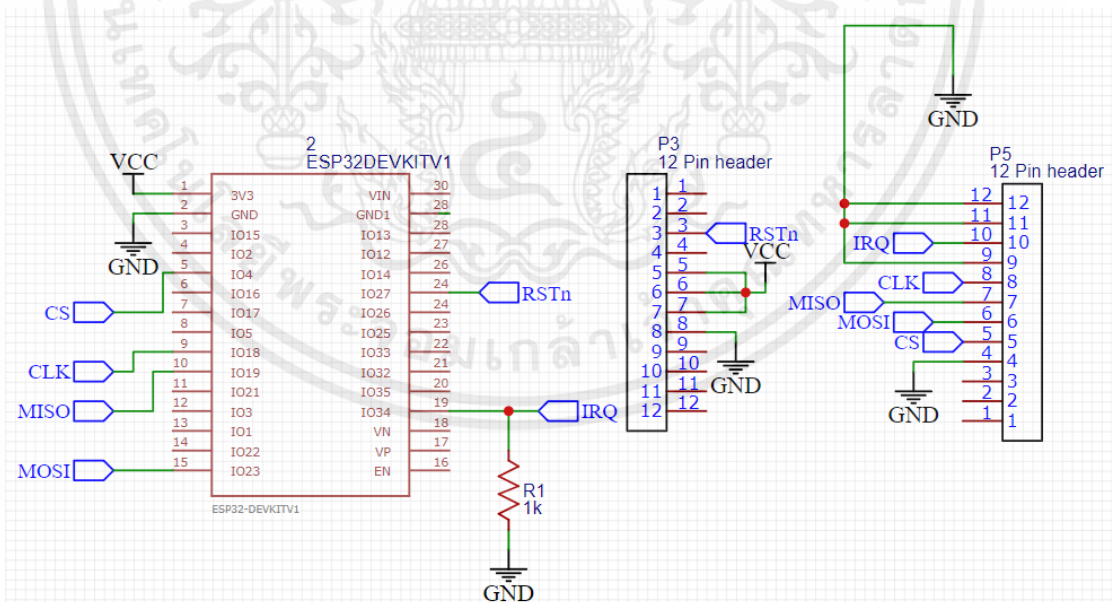 2
ESP32DEVKITV1
VCC
1 3V3 VIN 30
2 GND GND1 28
3 IO15 IO13 28
4 IO2 IO12 27
5 IO4 IO14 26
6 IO16 IO27 24
7 IO17 IO26 24
8 IO5 IO25 23
9 IO18 IO33 22
10 IO19 IO32 21
11 IO21 IO35 20
12 IO3 IO34 19
13 IO1 VN 18
14 IO22 VP 17
15 IO23 EN 16
ESP32-DEVKITV1
GND
CS
CLK
MISO
MOSI
RSTn
IRQ
R1
1k
GND
P3
12 Pin header
1 1
2 2
3 3
4 4
5 5
6 6
7 7
8 8
9 9
10 10
11 11
12 12
RSTn
VCC
GND
GND
P5
12 Pin header
12 12
11 11
IRQ 10 10
9 9
CLK 8 8
MISO 7 7
MOSI 6 6
CS 5 5
4 4
3 3
2 2
1 1
GND